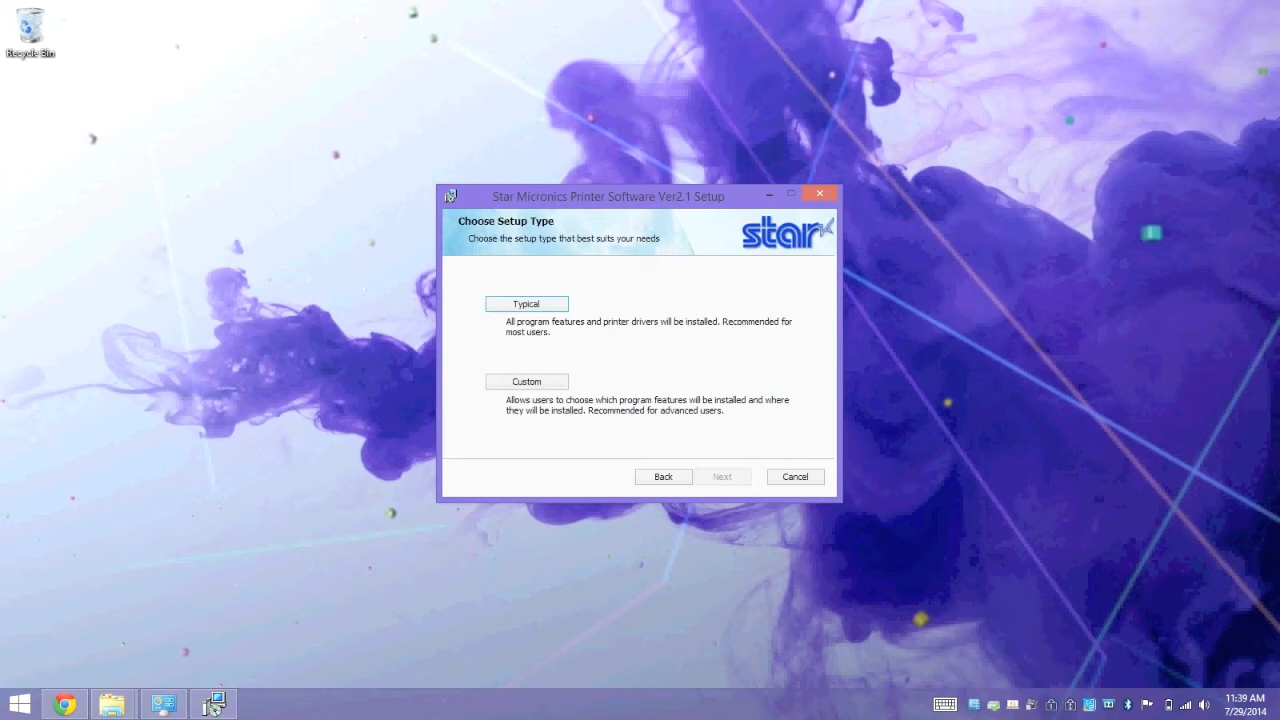 Recycle Bin
Star Micronics Printer Software Ver2.1 Setup
Choose Setup Type
Choose the setup type that best suits your needs
star
Typical
All program features and printer drivers will be installed. Recommended for
most users.
Custom
Allows users to choose which program features will be installed and where
they will be installed. Recommended for advanced users.
Back
Next
Cancel
11:39 AM
7/29/2014